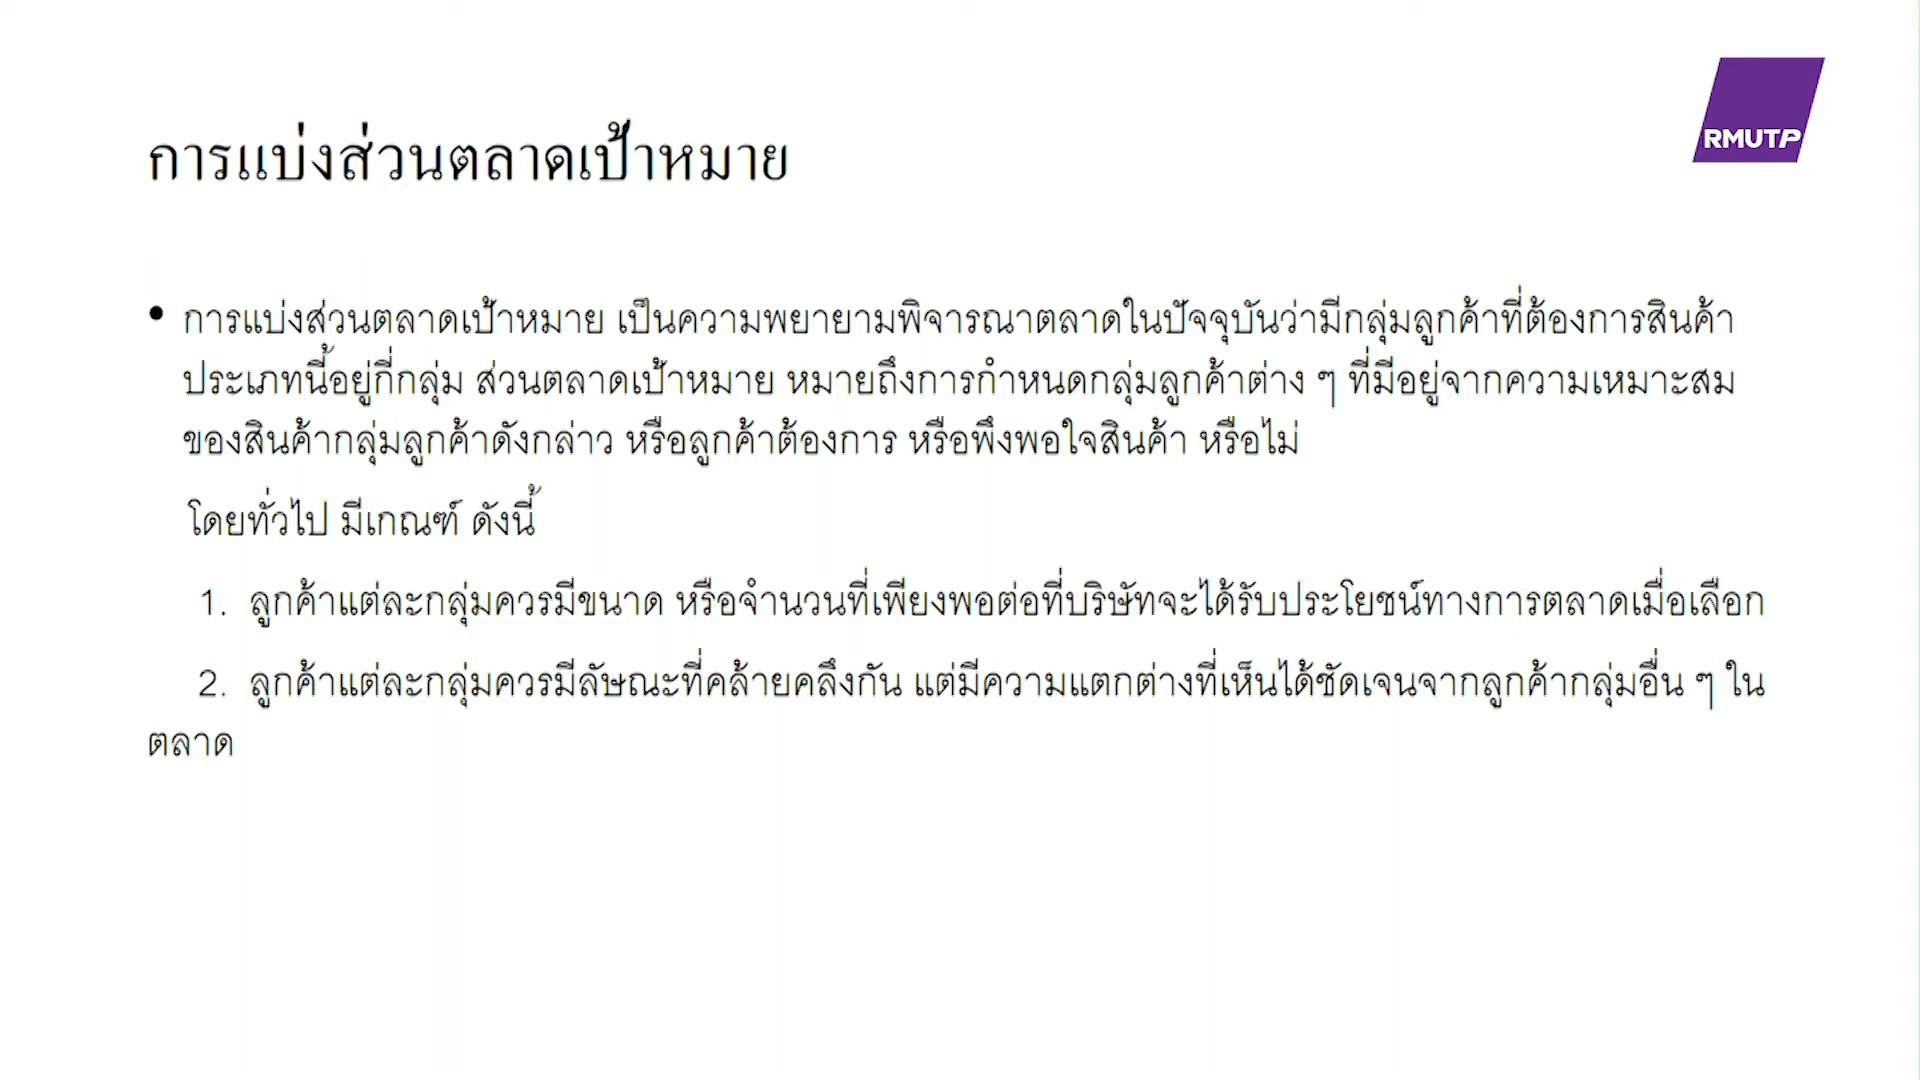 RMUTP
การแบ่งส่วนตลาดเป้าหมาย
• การแบ่งส่วนตลาดเป้าหมาย เป็นความพยายามพิจารณาตลาดในปัจจุบันว่ามีกลุ่มลูกค้าที่ต้องการสินค้า
ประเภทนี้อยู่กี่กลุ่ม ส่วนตลาดเป้าหมาย หมายถึงการกำหนดกลุ่มลูกค้าต่าง ๆ ที่มีอยู่จากความเหมาะสม
ของสินค้ากลุ่มลูกค้าดังกล่าว หรือลูกค้าต้องการ หรือพึงพอใจสินค้า หรือไม่
โดยทั่วไป มีเกณฑ์ ดังนี้
1. ลูกค้าแต่ละกลุ่มควรมีขนาด หรือจำนวนที่เพียงพอต่อที่บริษัทจะได้รับประโยชน์ทางการตลาดเมื่อเลือก
2. ลูกค้าแต่ละกลุ่มควรมีลัษณะที่คล้ายคลึงกัน แต่มีความแตกต่างที่เห็นได้ชัดเจนจากลูกค้ากลุ่มอื่น ๆ ใน
ตลาด